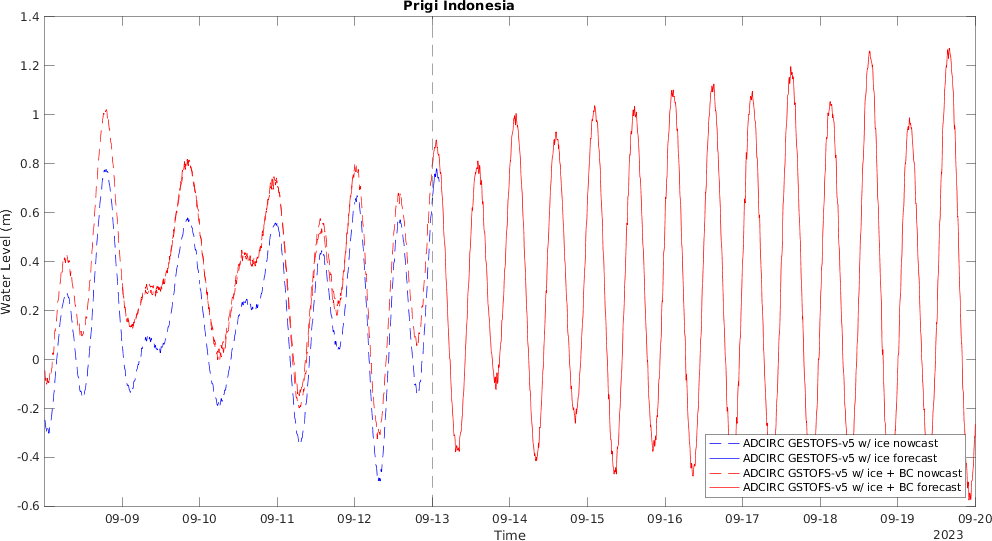 Prigi Indonesia
1.4
1.2
1
0.8
0.6
0.4
0.2
0
-0.2
-0.4
-0.6
Water Level (m)
ADCIRC GESTOFS-v5 w/ ice nowcast
ADCIRC GESTOFS-v5 w/ ice forecast
ADCIRC GSTOFS-v5 w/ ice + BC nowcast
ADCIRC GSTOFS-v5 w/ ice + BC forecast
09-09 09-10 09-11 09-12 09-13 09-14 09-15 09-16 09-17 09-18 09-19 09-20
Time
2023